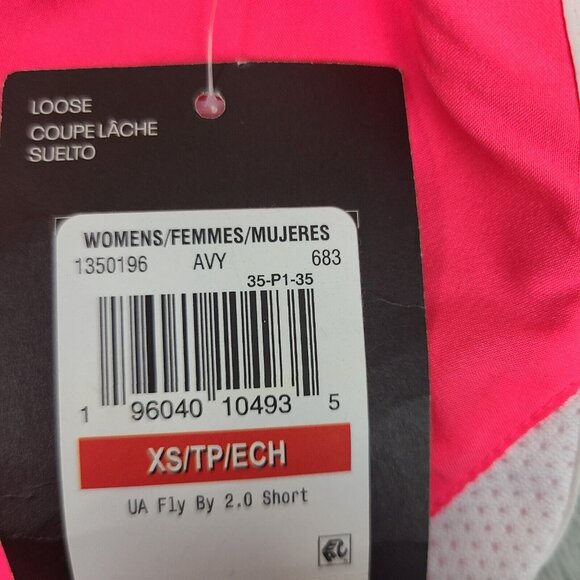 LOOSE
COUPE LÂCHE
SUELTO
WOMENS/FEMMES/MUJERES
1350196 AVY 683
35-P1-35
1 96040 10493 5
XS/TP/ECH
UA Fly By 2.0 Short